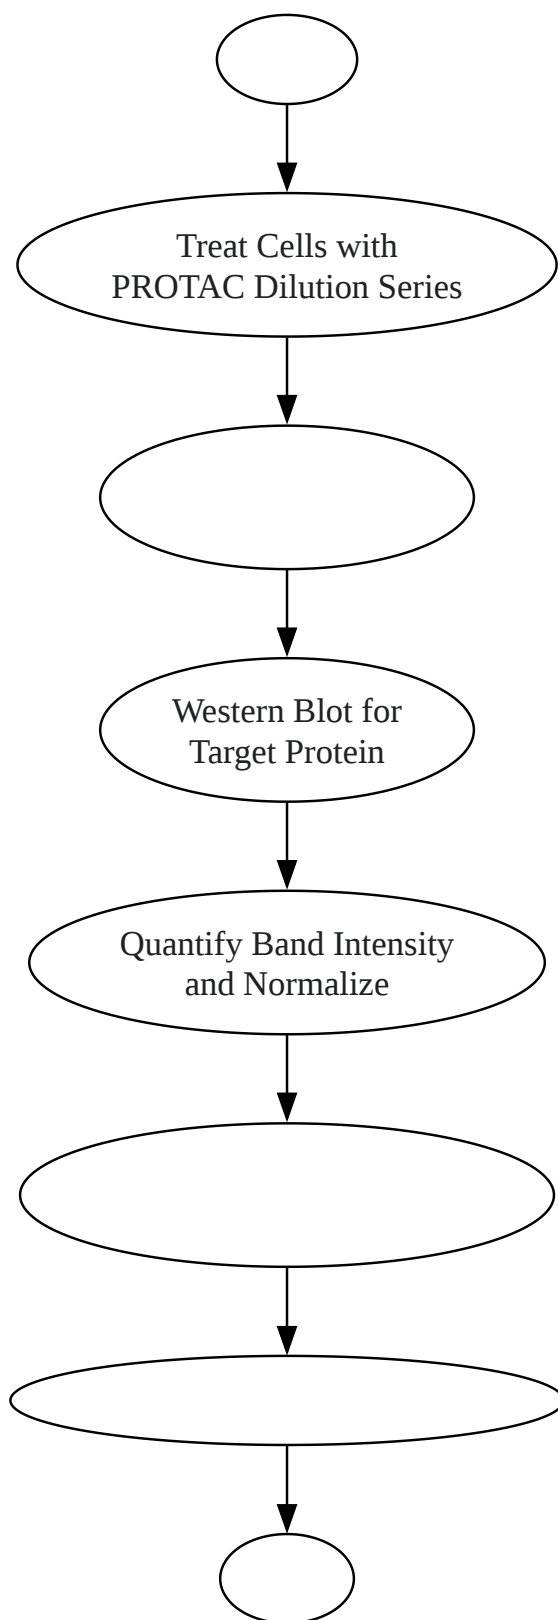 Treat Cells with
PROTAC Dilution Series
Western Blot for
Target Protein
Quantify Band Intensity
and Normalize